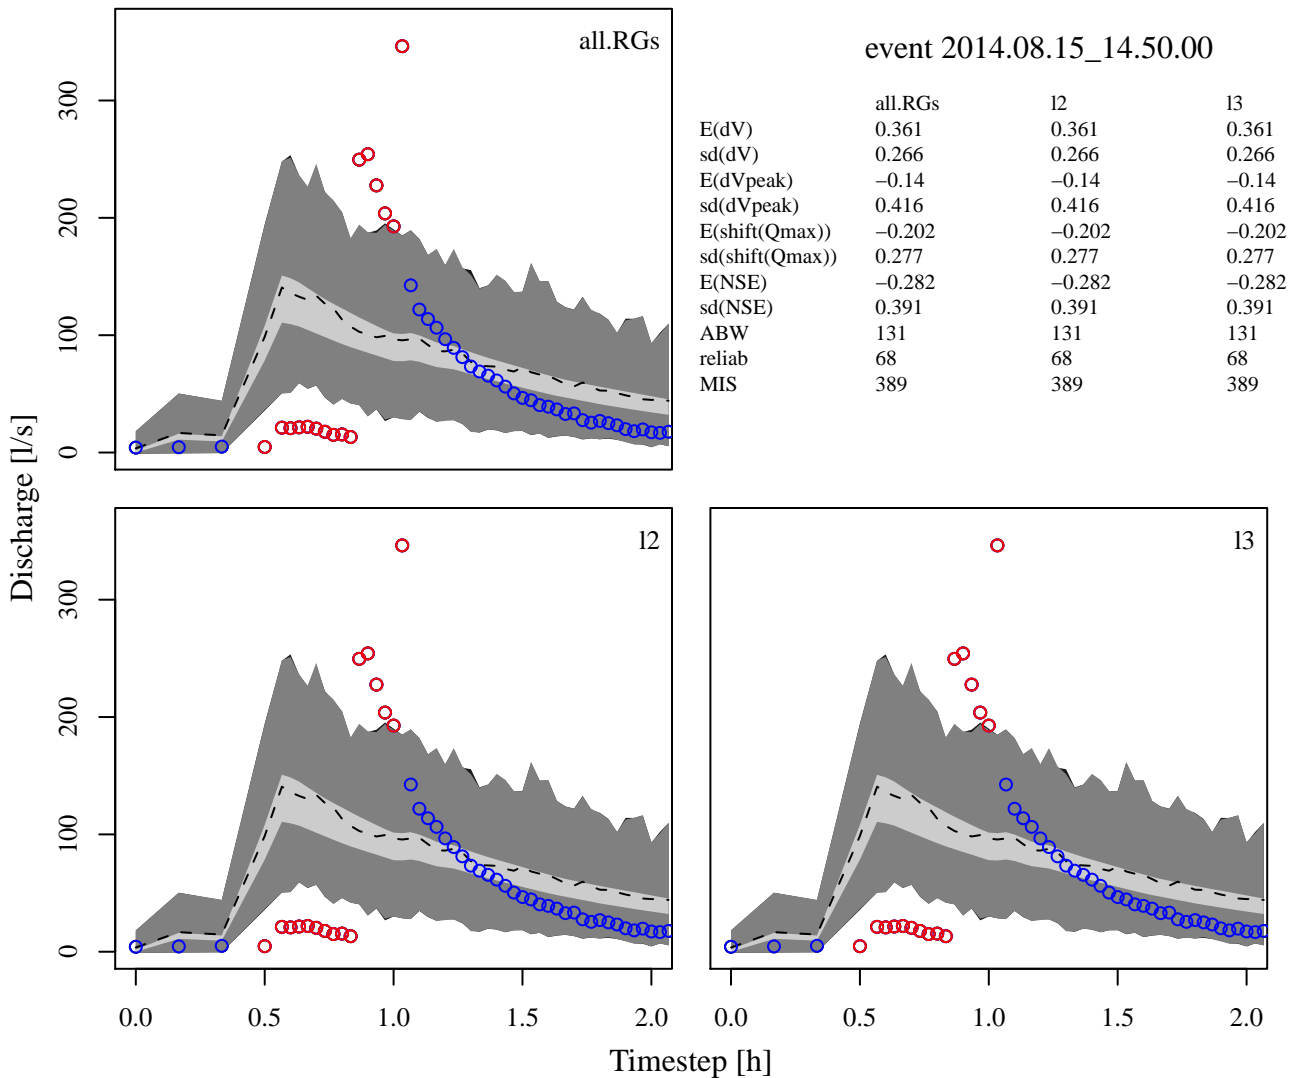 all.RGs
event 2014.08.15_14.50.00
all.RGs l2 l3
E(dV) 0.361 0.361 0.361
sd(dV) 0.266 0.266 0.266
E(dVpeak) −0.14 −0.14 −0.14
sd(dVpeak) 0.416 0.416 0.416
E(shift(Qmax)) −0.202 −0.202 −0.202
sd(shift(Qmax)) 0.277 0.277 0.277
E(NSE) −0.282 −0.282 −0.282
sd(NSE) 0.391 0.391 0.391
ABW 131 131 131
reliab 68 68 68
MIS 389 389 389
300
200
100
0
Discharge [l/s]
l2
l3
300
200
100
0
0.0 0.5 1.0 1.5 2.0
0.0 0.5 1.0 1.5 2.0
Timestep [h]